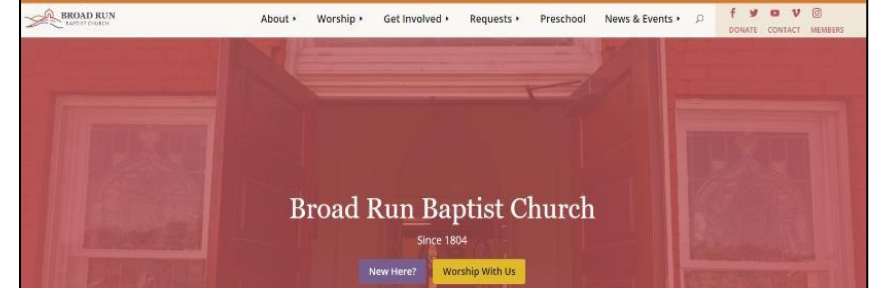 BROAD RUN
BAPTIST CHURCH
About
Worship
Get Involved
Requests
Preschool
News & Events
DONATE CONTACT MEMBERS
Broad Run Baptist Church
Since 1804
New Here?
Worship With Us